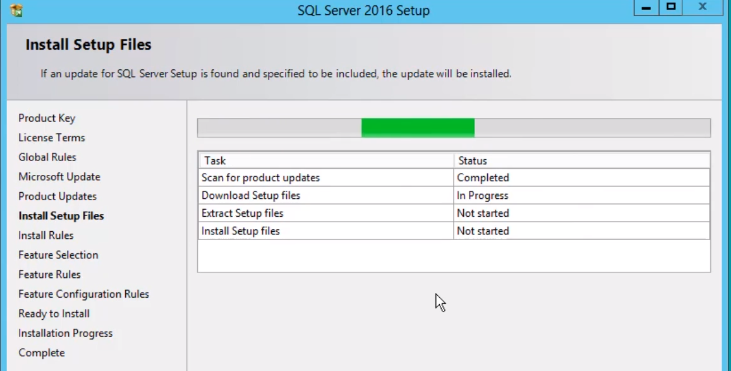 SQL Server 2016 Setup
Install Setup Files
If an update for SQL Server Setup is found and specified to be included, the update will be installed.
Product Key
License Terms
Global Rules
Microsoft Update
Product Updates
Install Setup Files
Install Rules
Feature Selection
Feature Rules
Feature Configuration Rules
Ready to Install
Installation Progress
Complete
Task Status
Scan for product updates Completed
Download Setup files In Progress
Extract Setup files Not started
Install Setup files Not started